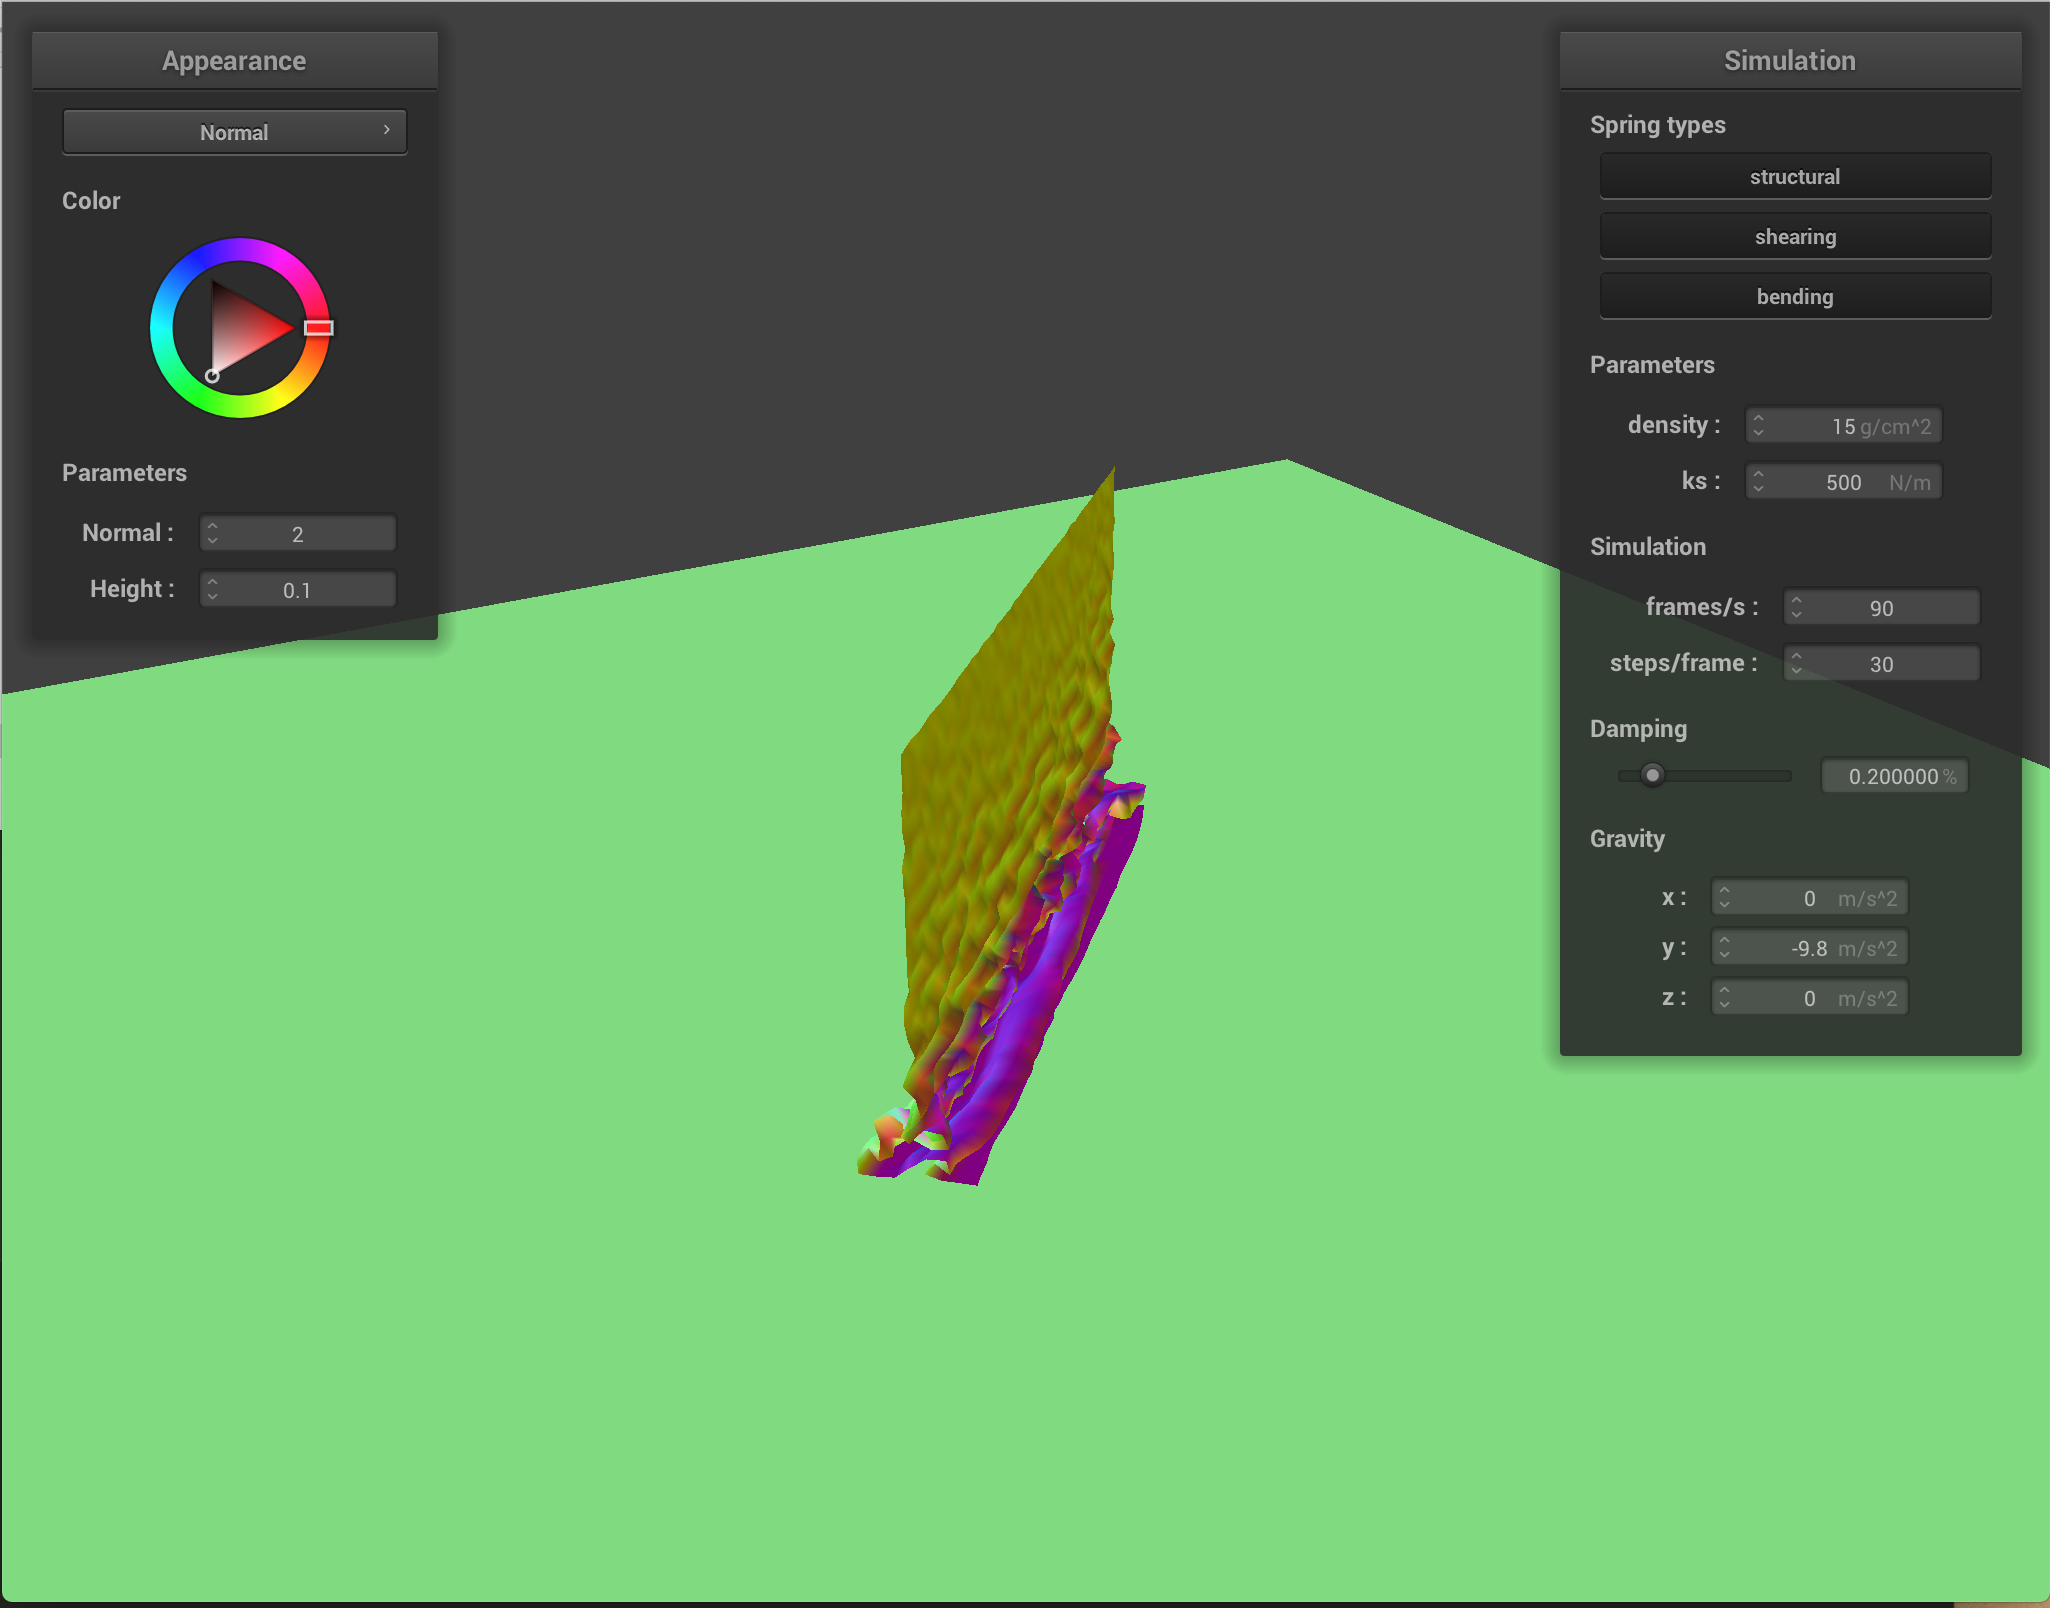 Appearance
Normal
Color
Parameters
Normal : 2
Height : 0.1
Simulation
Spring types
structural
shearing
bending
Parameters
density : 15 g/cm^2
ks : 500 N/m
Simulation
frames/s : 90
steps/frame : 30
Damping
0.200000 %
Gravity
x : 0 m/s^2
y : -9.8 m/s^2
z : 0 m/s^2